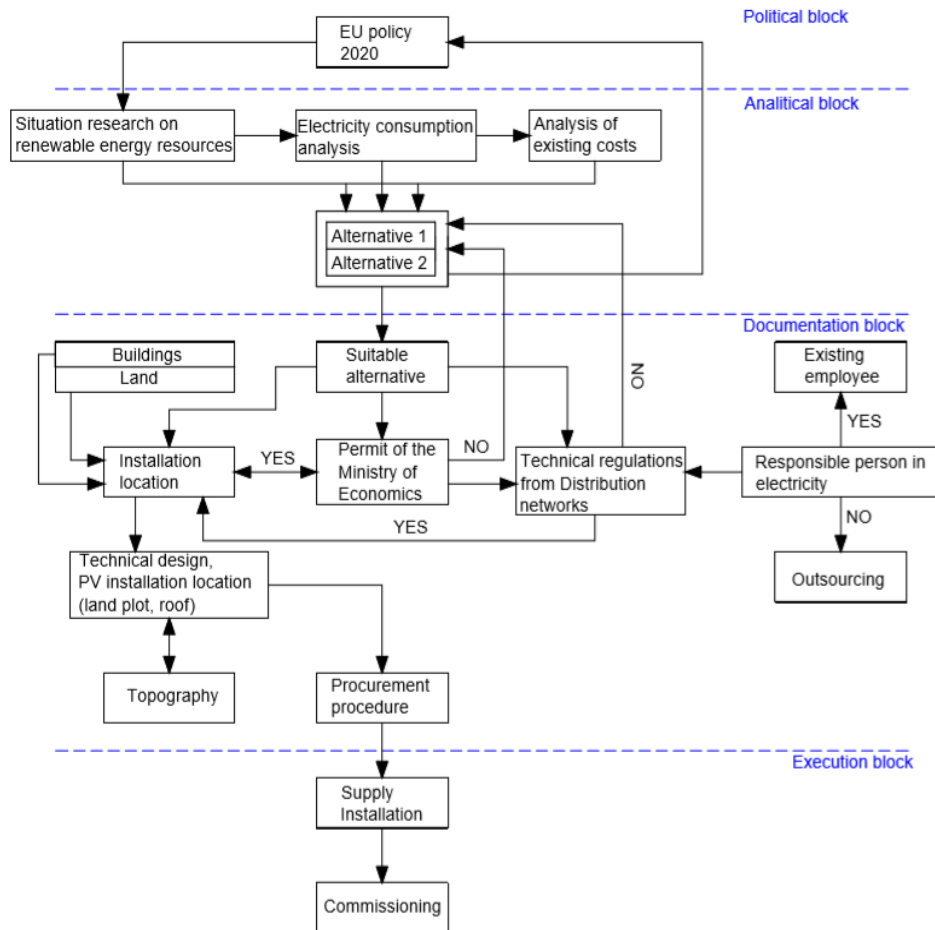 Political block
EU policy
2020
Analitical block
Situation research on
renewable energy resources
Electricity consumption
analysis
Analysis of
existing costs
Alternative 1
Alternative 2
Documentation block
Buildings
Land
Suitable
alternative
NO
Existing
employee
YES
Installation
location
YES
Permit of the
Ministry of
Economics
NO
Technical regulations
from Distribution
networks
Responsible person in
electricity
YES
NO
Technical design,
PV installation location
(land plot, roof)
Outsourcing
Topography
Procurement
procedure
Execution block
Supply
Installation
Commissioning